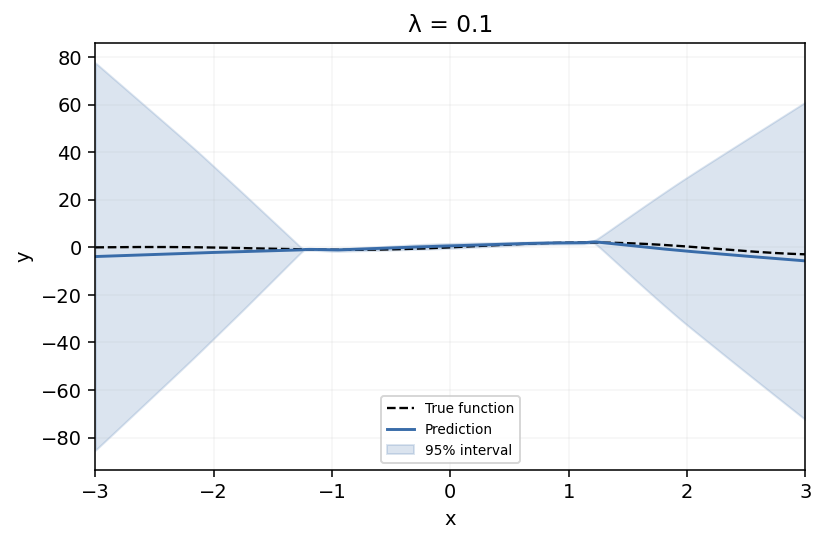 λ = 0.1
80
60
40
20
0
−20
−40
−60
−80
y
True function
Prediction
95% interval
−3 −2 −1 0 1 2 3
x